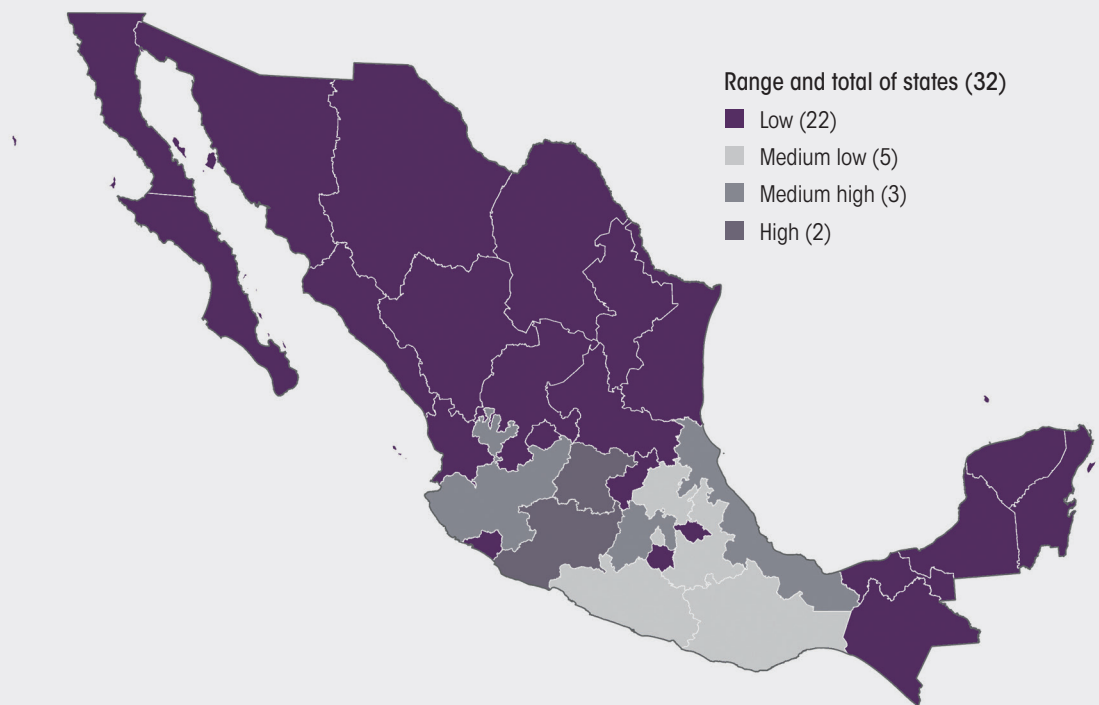 Range and total of states (32)
Low (22)
Medium low (5)
Medium high (3)
High (2)